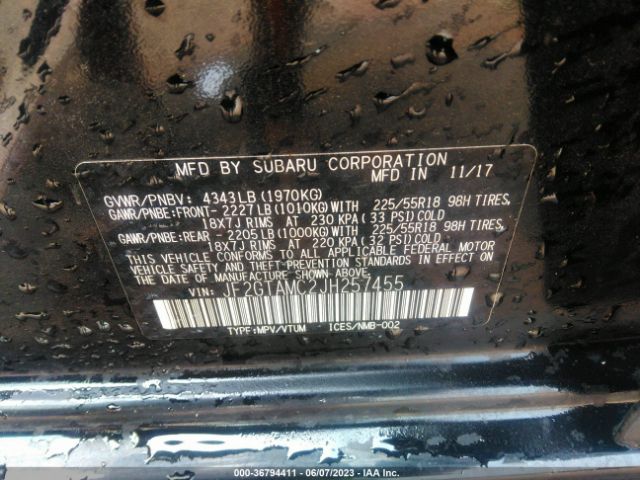 MFD BY SUBARU CORPORATION
MFD IN 11/17
GVWR/PNBV: 4343LB (1970KG)
GAWR/PNBE:FRONT- 2227LB (1010KG)WITH 225/55R18 98H TIRES,
18X7J RIMS AT 230 KPA (33 PSI)COLD
GAWR/PNBE:REAR - 2205LB (1000KG)WITH 225/55R18 98H TIRES,
18X7J RIMS AT 220 KPA (32 PSI)COLD
THIS VEHICLE CONFORMS TO ALL APPLICABLE FEDERAL MOTOR
VEHICLE SAFETY AND THEFT PREVENTION STANDARDS IN EFFECT ON THE
DATE OF MANUFACTURE SHOWN ABOVE.
VIN: JF2GTAMC2JH257455
TYPE:MPV/VTUM ICES/NMB-002
000-36794411 - 06/07/2023 - IAA Inc.